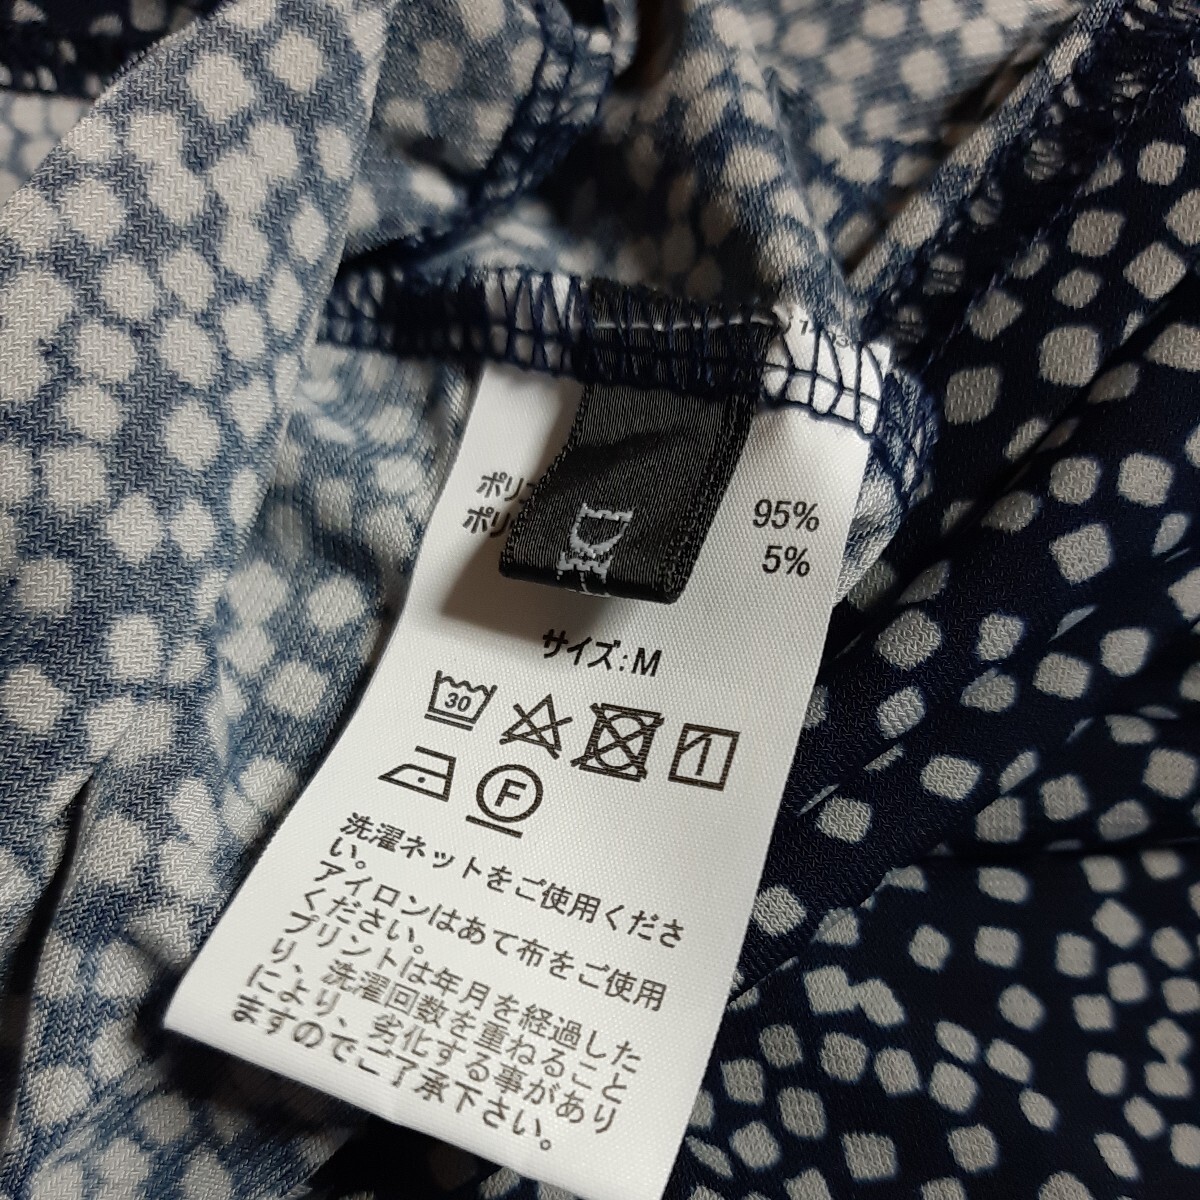 ポリ 95%
ポリ 5%
サイズ:M
30
F
洗濯ネットをご使用くださ
い。
アイロンはあて布をご使用
ください。
プリントは年月を経過した
り、洗濯回数を重ねること
により、劣化する事があり
ますのでご了承下さい。